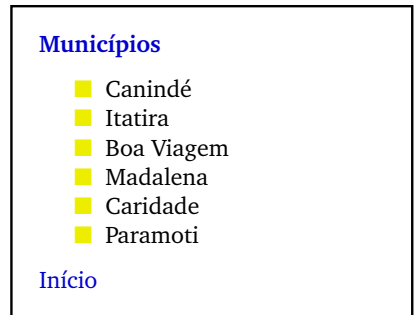 Municípios
Canindé
Itatira
Boa Viagem
Madalena
Caridade
Paramoti
Início